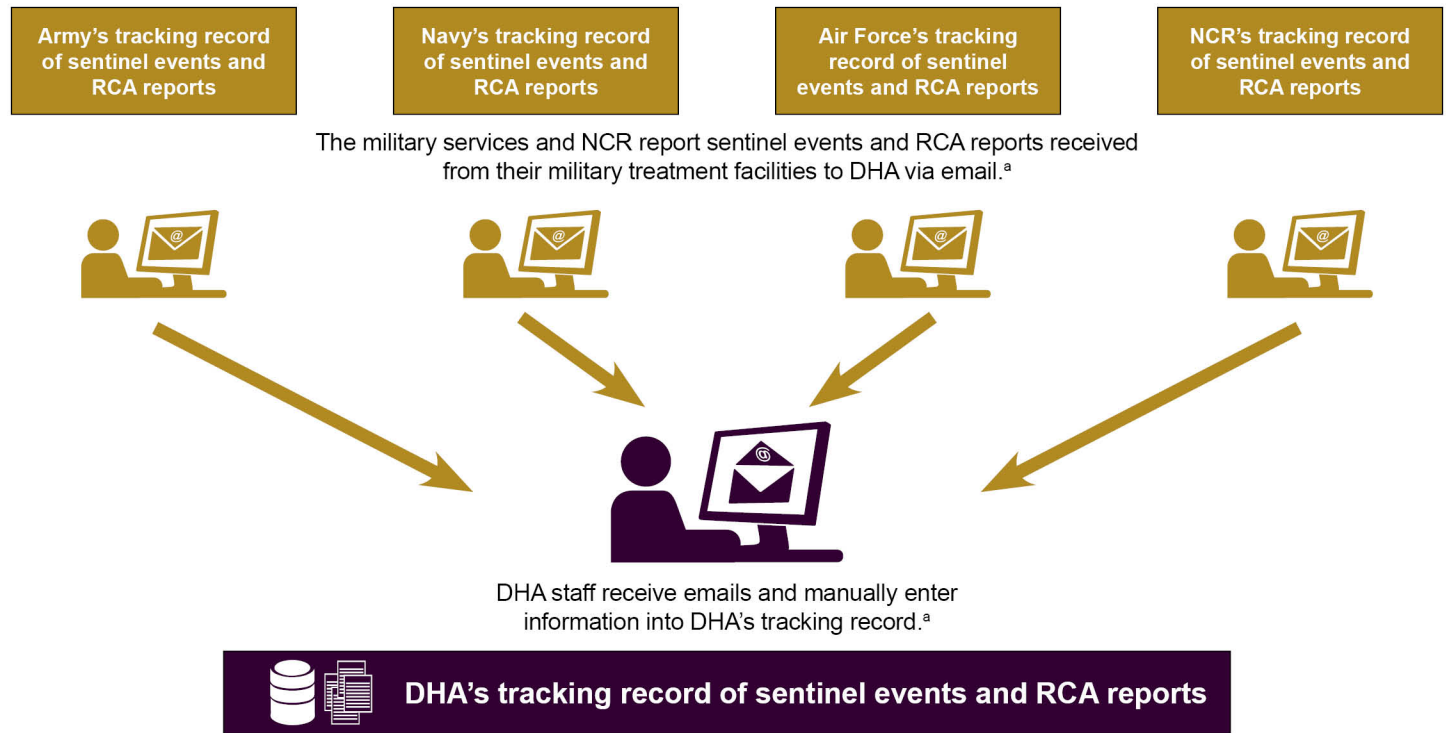 Army’s tracking record
of sentinel events and
RCA reports
Navy’s tracking record
of sentinel events and
RCA reports
Air Force’s tracking
record of sentinel
events and RCA reports
NCR’s tracking record
of sentinel events and
RCA reports
The military services and NCR report sentinel events and RCA reports received
from their military treatment facilities to DHA via email.ᵃ
@
@
@
@
@
DHA staff receive emails and manually enter
information into DHA’s tracking record.ᵃ
DHA’s tracking record of sentinel events and RCA reports